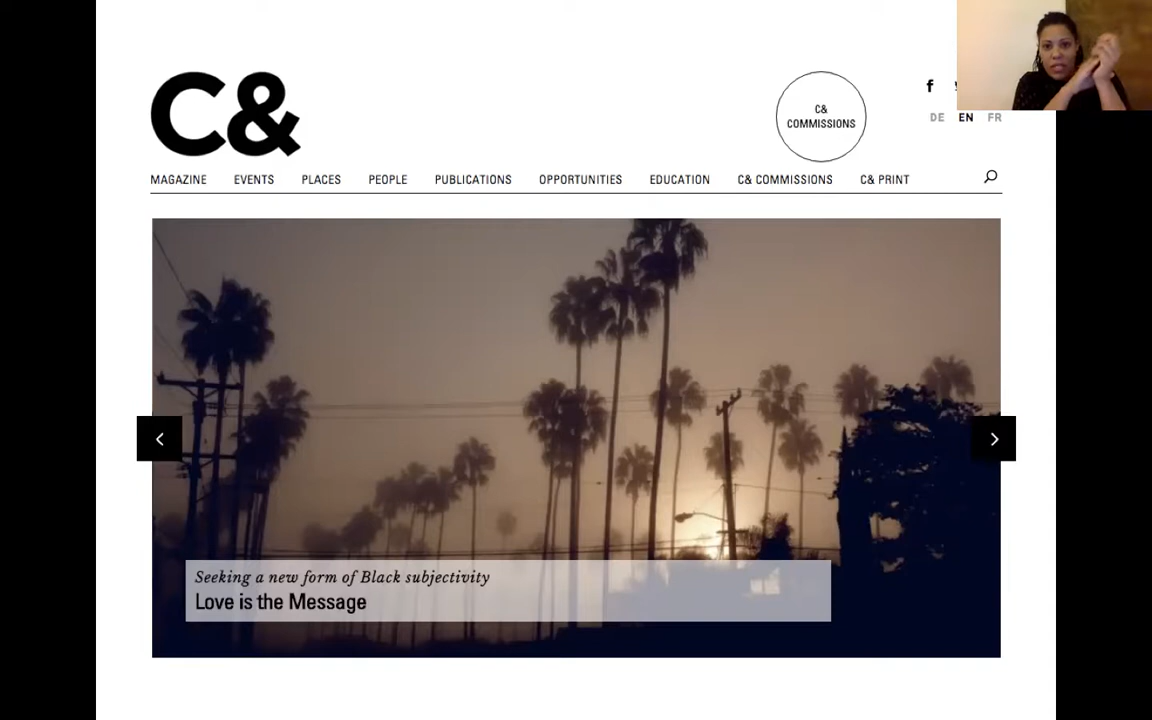 C&
C&
COMMISSIONS
f
DE EN FR
MAGAZINE EVENTS PLACES PEOPLE PUBLICATIONS OPPORTUNITIES EDUCATION C& COMMISSIONS C& PRINT
Seeking a new form of Black subjectivity
Love is the Message